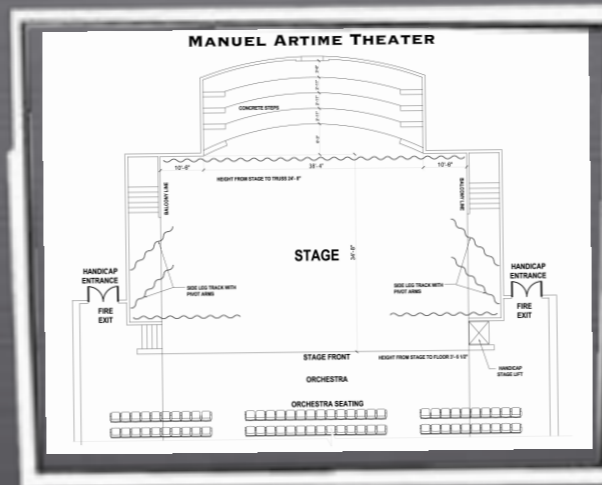 MANUEL ARTIME THEATER
CONCRETE STEPS
10'-8"
38'-4"
10'-8"
HEIGHT FROM STAGE TO TRUSS 24'-8"
BALCONY LINE
BALCONY LINE
STAGE
HANDICAP
ENTRANCE
FIRE
EXIT
SIDE LEG TRACK WITH
PIVOT ARMS
SIDE LEG TRACK WITH
PIVOT ARMS
HANDICAP
ENTRANCE
FIRE
EXIT
STAGE FRONT
HEIGHT FROM STAGE TO FLOOR 3'-5 1/2"
HANDICAP
STAGE LIFT
ORCHESTRA
ORCHESTRA SEATING